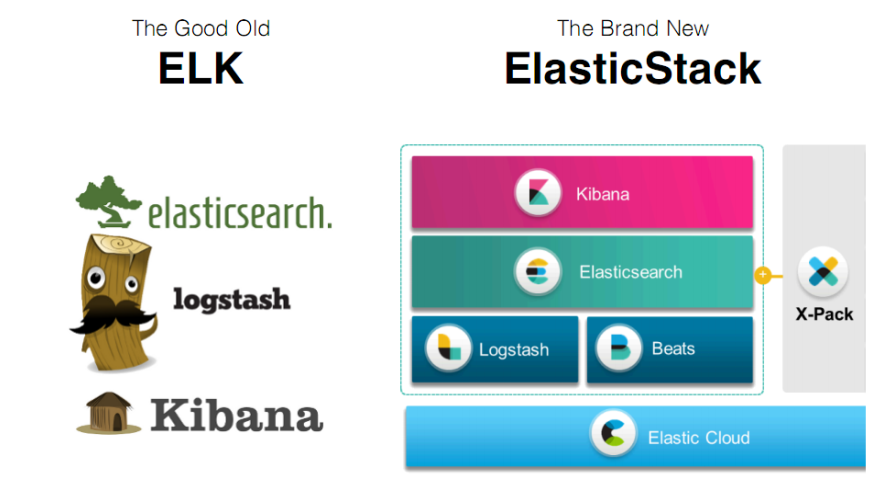 The Good Old
ELK
elasticsearch.
logstash
Kibana
The Brand New
ElasticStack
Kibana
Elasticsearch
Logstash
Beats
+
X-Pack
Elastic Cloud